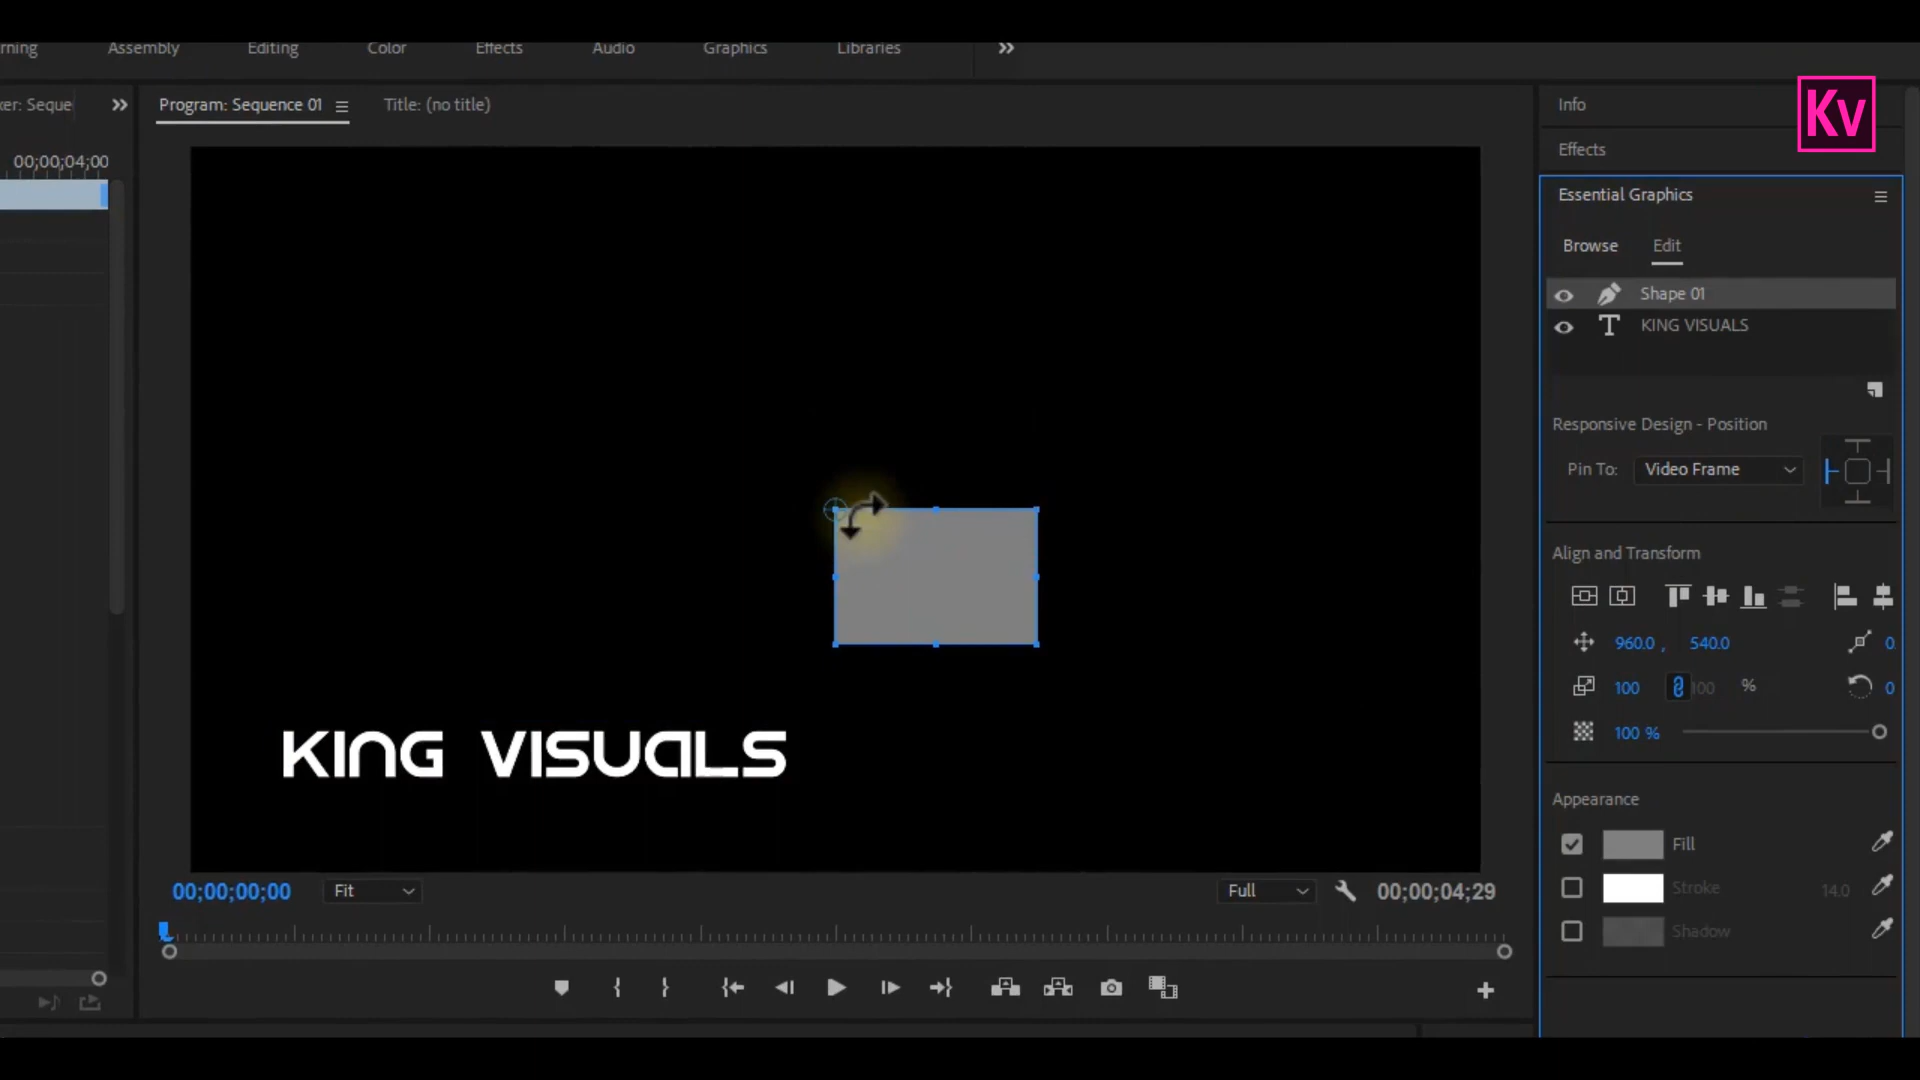 rning Assembly Editing Color Effects Audio Graphics Libraries
ker: Seque
Program: Sequence 01
Title: (no title)
00;00;04;00
Info
Kv
Effects
Essential Graphics
Browse Edit
Shape 01
T KING VISUALS
Responsive Design - Position
Pin To: Video Frame
Align and Transform
960.0 , 540.0 0.
100 100 % 0
100 %
KING VISUALS
Appearance
Fill
Stroke 14.0
Shadow
00;00;00;00 Fit Full 00;00;04;29